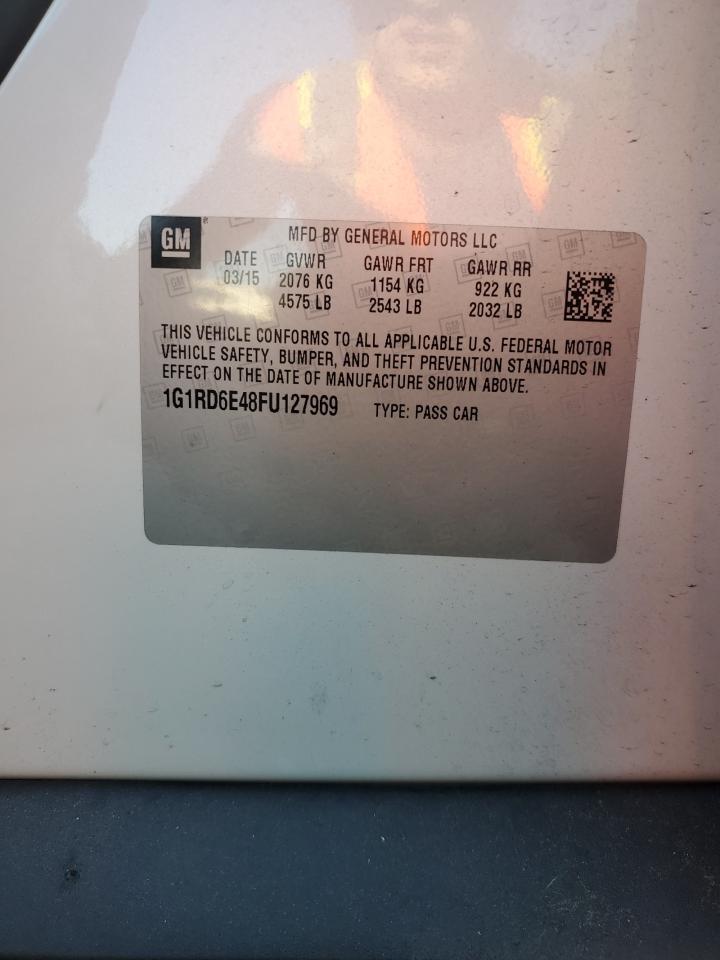 GM
MFD BY GENERAL MOTORS LLC
DATE GVWR GAWR FRT GAWR RR
03/15 2076 KG 1154 KG 922 KG
4575 LB 2543 LB 2032 LB
THIS VEHICLE CONFORMS TO ALL APPLICABLE U.S. FEDERAL MOTOR
VEHICLE SAFETY, BUMPER, AND THEFT PREVENTION STANDARDS IN
EFFECT ON THE DATE OF MANUFACTURE SHOWN ABOVE.
1G1RD6E48FU127969 TYPE: PASS CAR